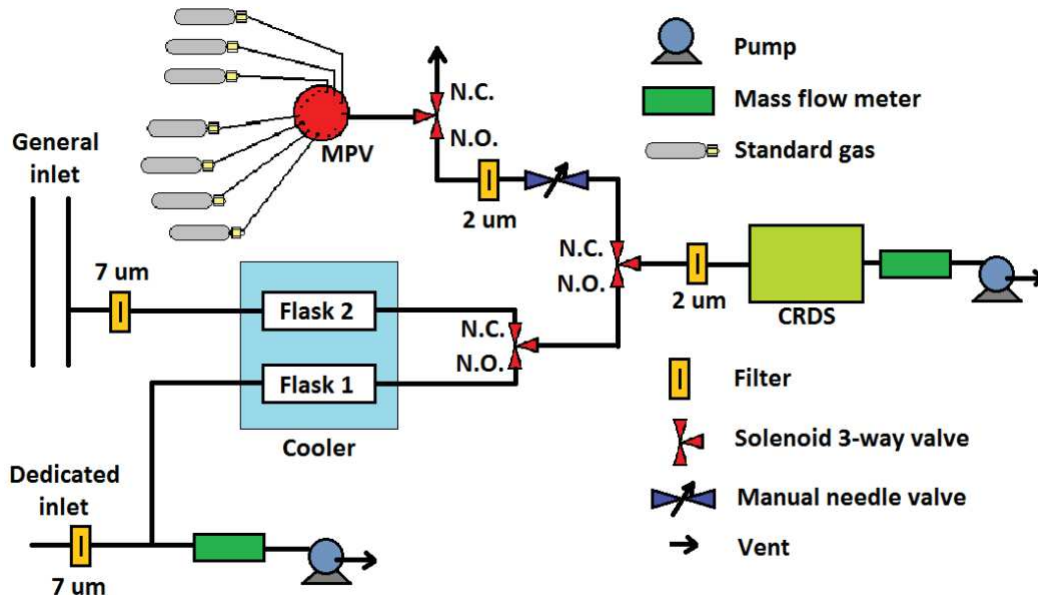 General
inlet
7 um
MPV
N.C.
N.O.
2 um
N.C.
N.O.
2 um
CRDS
Flask 2
Flask 1
Cooler
N.C.
N.O.
Dedicated
inlet
7 um
Pump
Mass flow meter
Standard gas
Filter
Solenoid 3-way valve
Manual needle valve
Vent